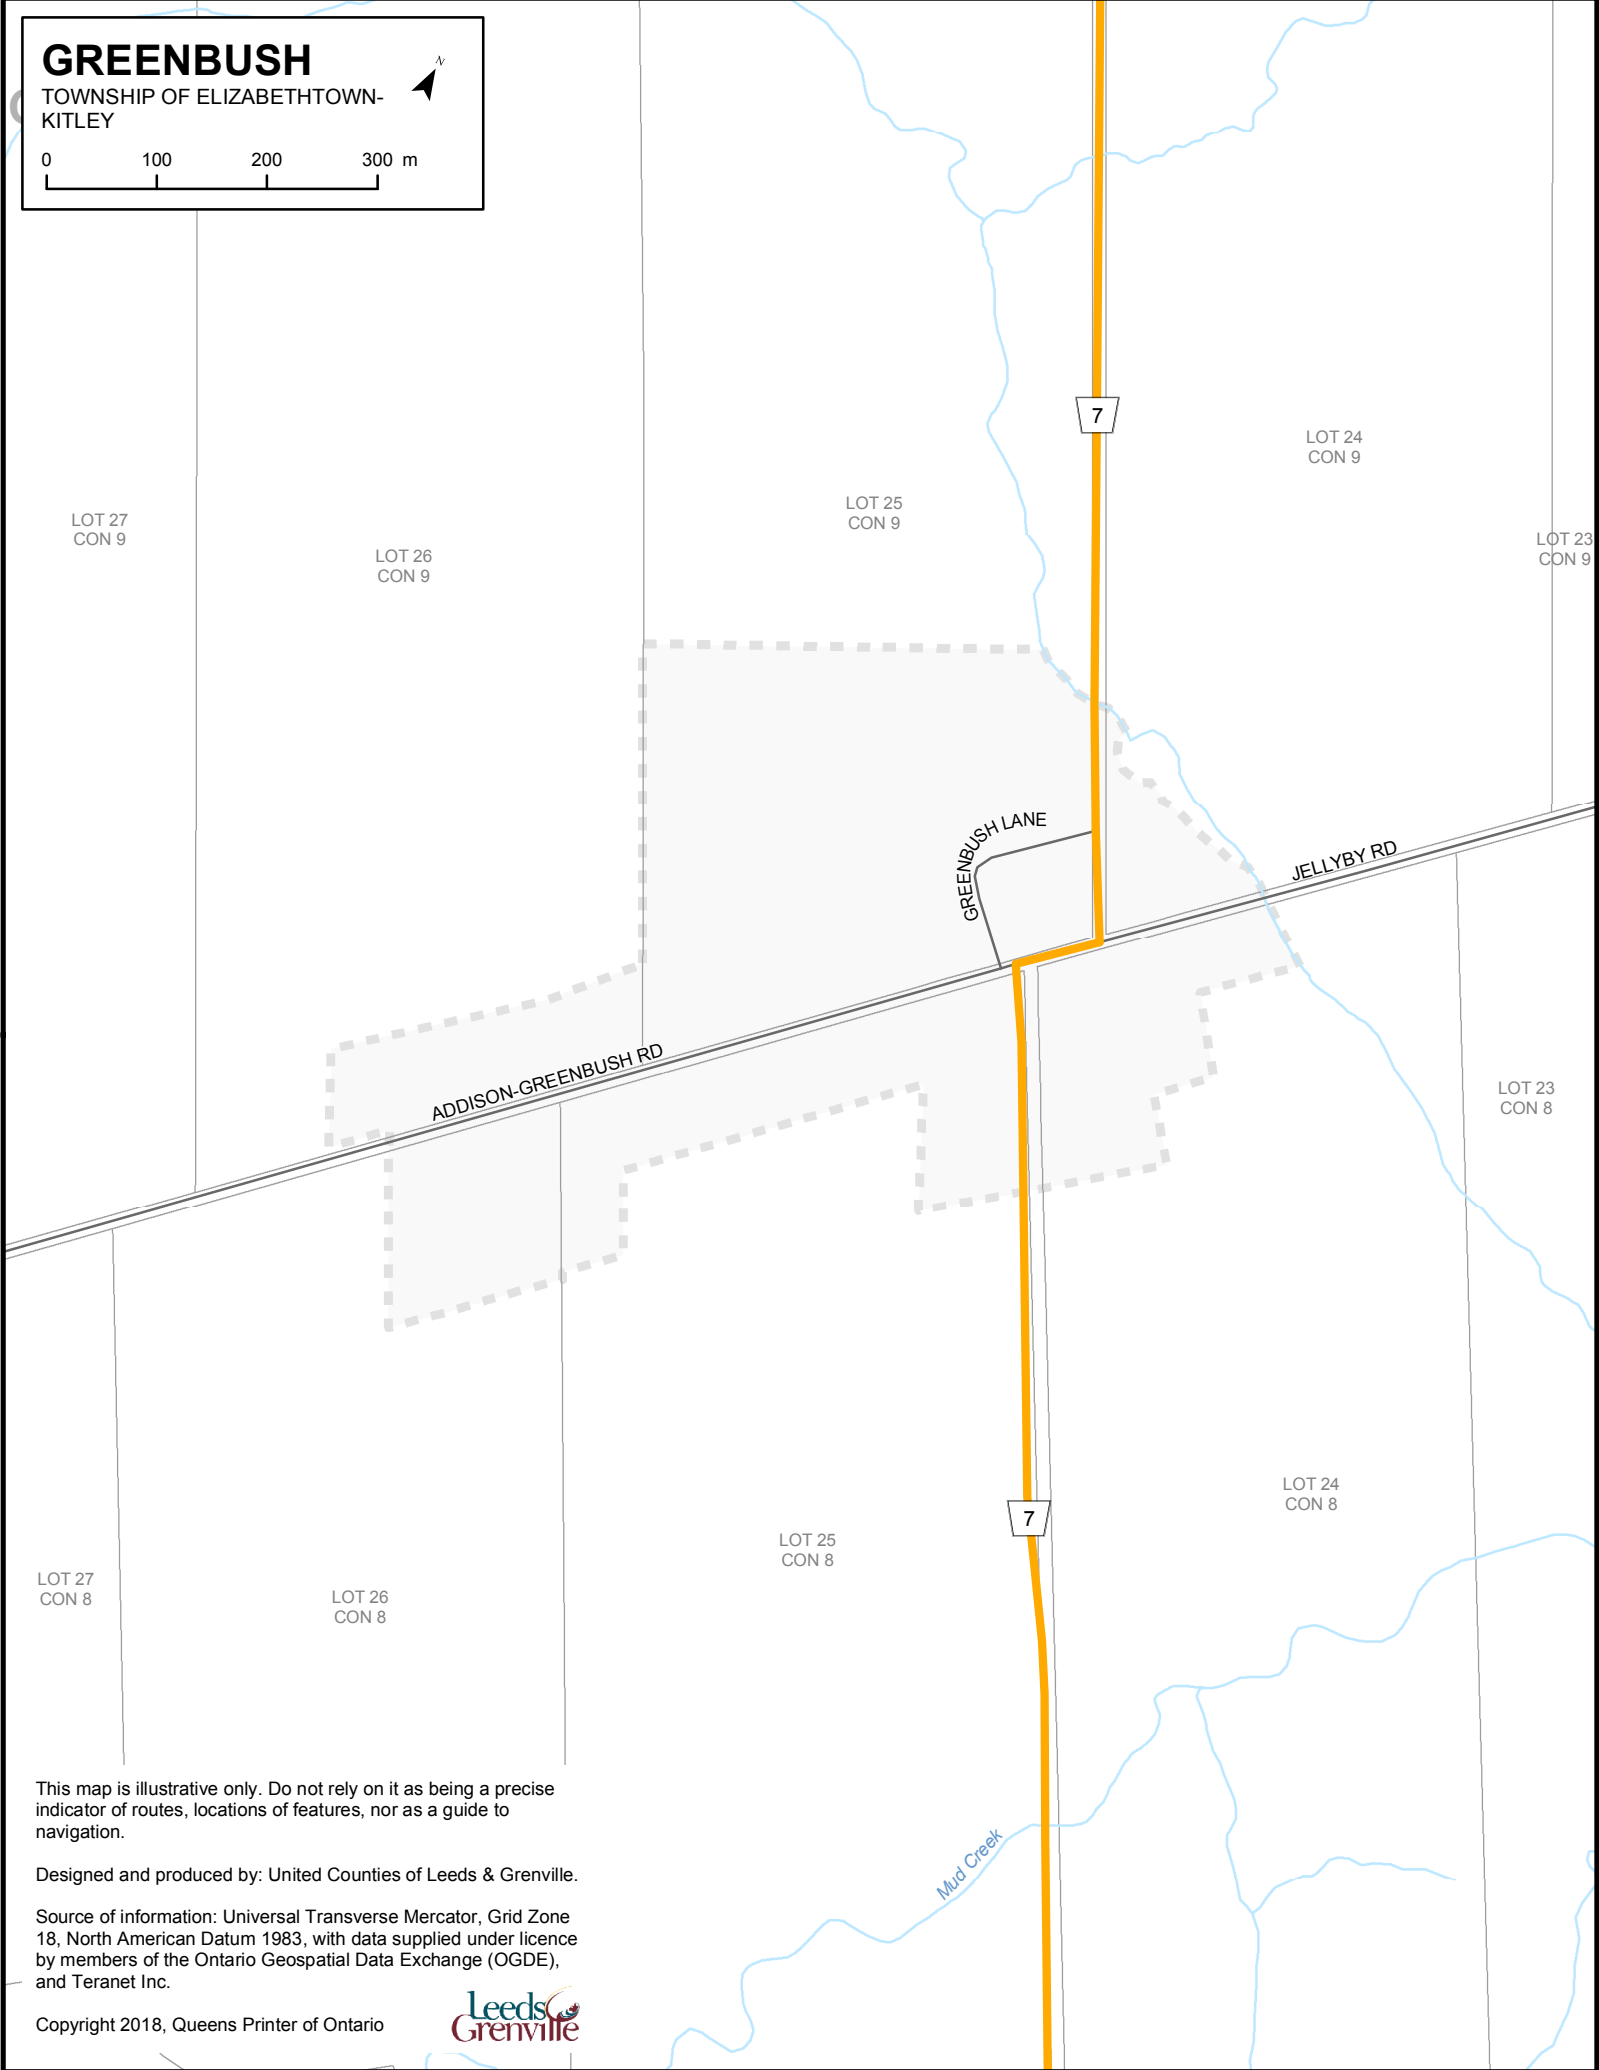 GREENBUSH
TOWNSHIP OF ELIZABETHTOWN-
KITLEY
N
0 100 200 300 m
7
LOT 24
CON 9
LOT 25
CON 9
LOT 27
CON 9
LOT 26
CON 9
LOT 23
CON 9
GREENBUSH LANE
JELLYBY RD
ADDISON-GREENBUSH RD
LOT 23
CON 8
LOT 24
CON 8
7
LOT 25
CON 8
LOT 27
CON 8
LOT 26
CON 8
Mud Creek
This map is illustrative only. Do not rely on it as being a precise
indicator of routes, locations of features, nor as a guide to
navigation.
Designed and produced by: United Counties of Leeds & Grenville.
Source of information: Universal Transverse Mercator, Grid Zone
18, North American Datum 1983, with data supplied under licence
by members of the Ontario Geospatial Data Exchange (OGDE),
and Teranet Inc.
Copyright 2018, Queens Printer of Ontario
Leeds
Grenville